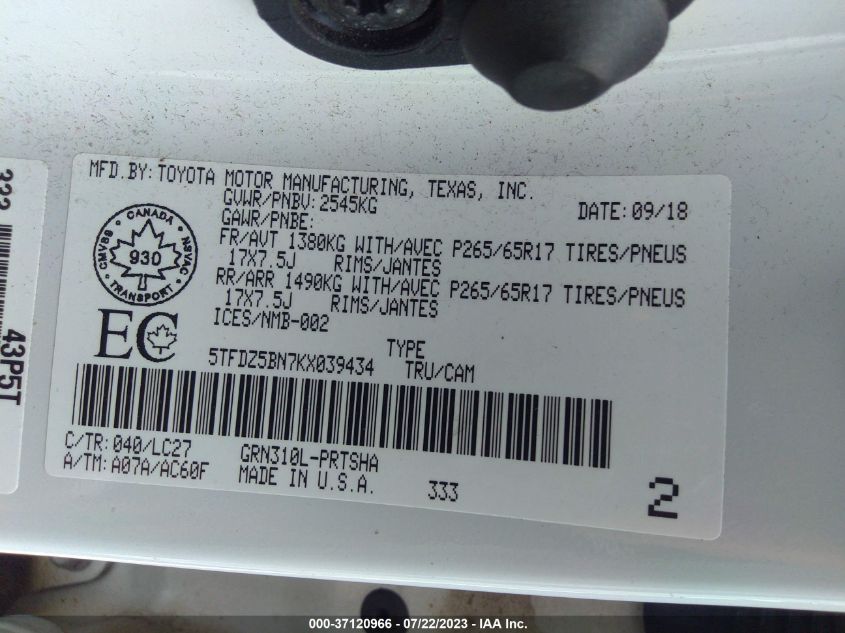 MFD.BY: TOYOTA MOTOR MANUFACTURING, TEXAS, INC.
GVWR/PNBV: 2545KG
DATE: 09/18
GAWR/PNBE:
FR/AVT 1380KG WITH/AVEC P265/65R17 TIRES/PNEUS
17X7.5J RIMS/JANTES
RR/ARR 1490KG WITH/AVEC P265/65R17 TIRES/PNEUS
17X7.5J RIMS/JANTES
ICES/NMB-002
CANADA
CMVSS
930
NSVAC
TRANSPORT
EC
5TFDZ5BN7KX039434
TYPE
TRU/CAM
C/TR: 040/LC27
GRN310L-PRTSHA
A/TM: A07A/AC60F
MADE IN U.S.A.
333
2
333
43P5T
000-37120966 - 07/22/2023 - IAA Inc.